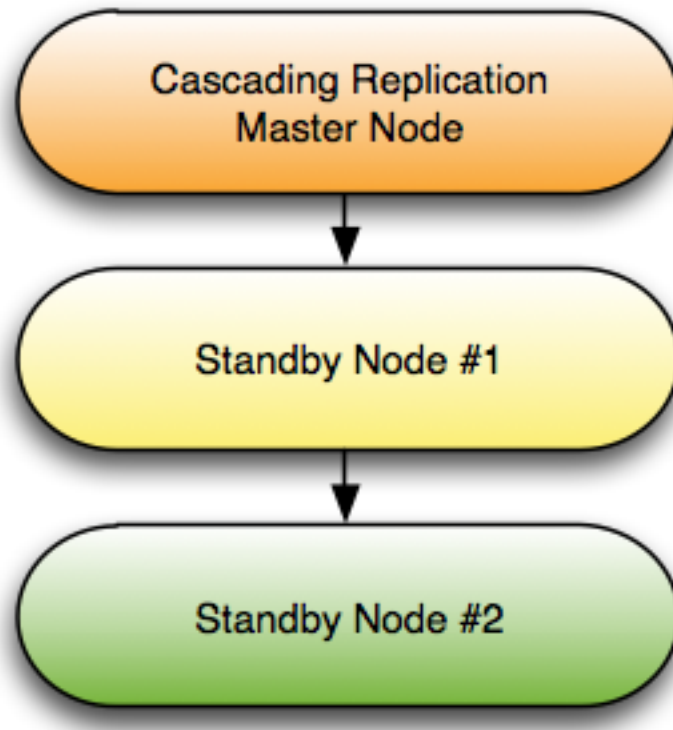 Cascading Replication
Master Node
Standby Node #1
Standby Node #2